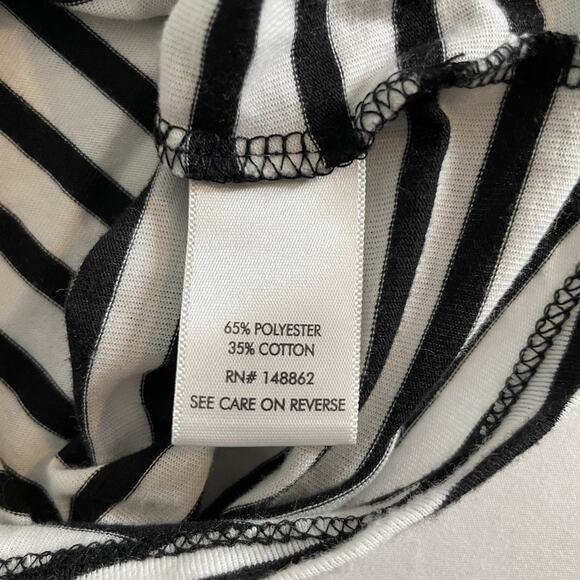 65% POLYESTER
35% COTTON
RN# 148862
SEE CARE ON REVERSE